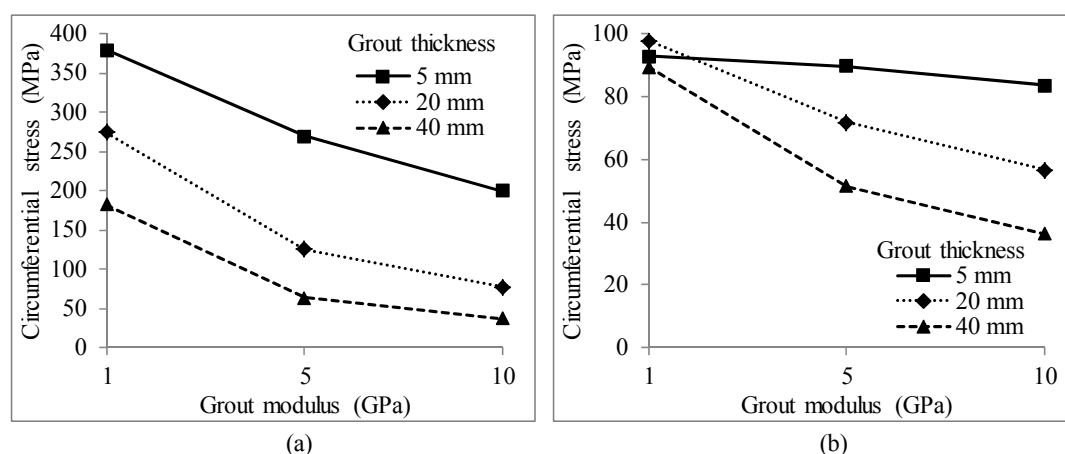 400
350
300
250
200
150
100
50
0
Circumferential stress (MPa)
Grout thickness
5 mm
20 mm
40 mm
1 5 10
Grout modulus (GPa)
(a)
100
80
60
40
20
0
Circumferential stress (MPa)
Grout thickness
5 mm
20 mm
40 mm
1 5 10
Grout modulus (GPa)
(b)